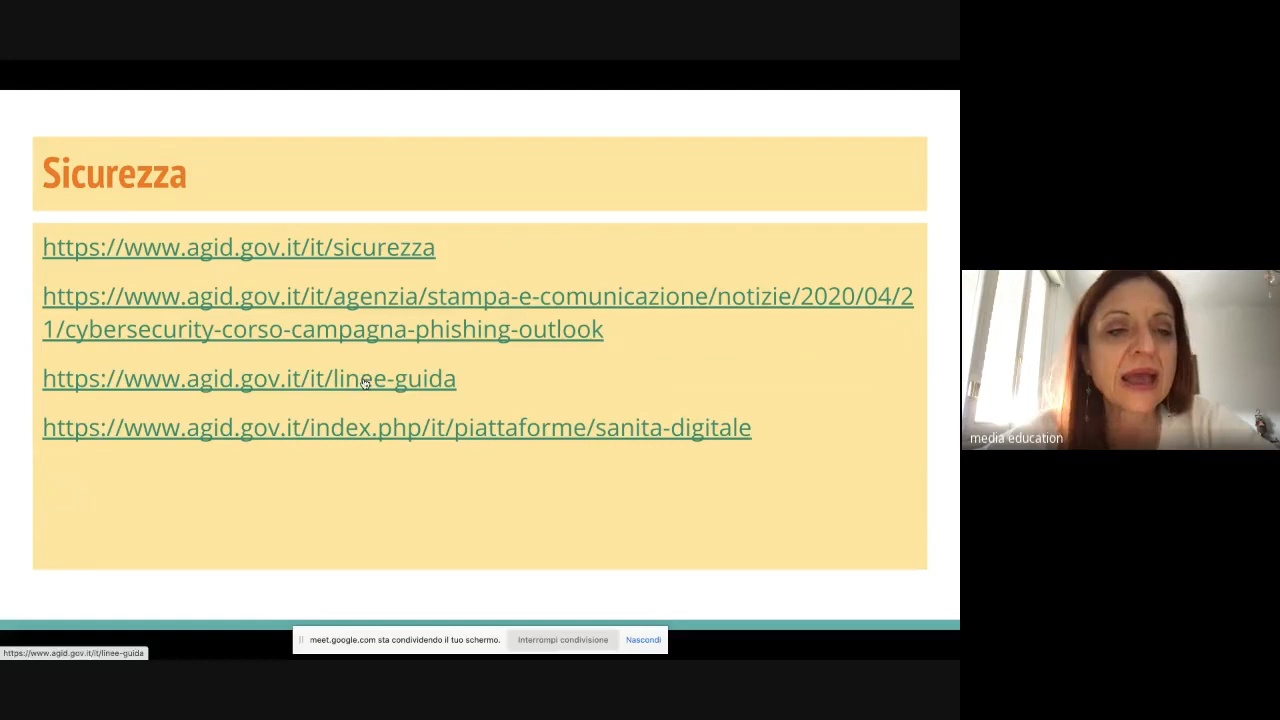 Sicurezza
https://www.agid.gov.it/it/sicurezza
https://www.agid.gov.it/it/agenzia/stampa-e-comunicazione/notizie/2020/04/2
1/cybersecurity-corso-campagna-phishing-outlook
https://www.agid.gov.it/it/linee-guida
https://www.agid.gov.it/index.php/it/piattaforme/sanita-digitale
media education
meet.google.com sta condividendo il tuo schermo. Interrompi condivisione Nascondi
https://www.agid.gov.it/it/linee-guida